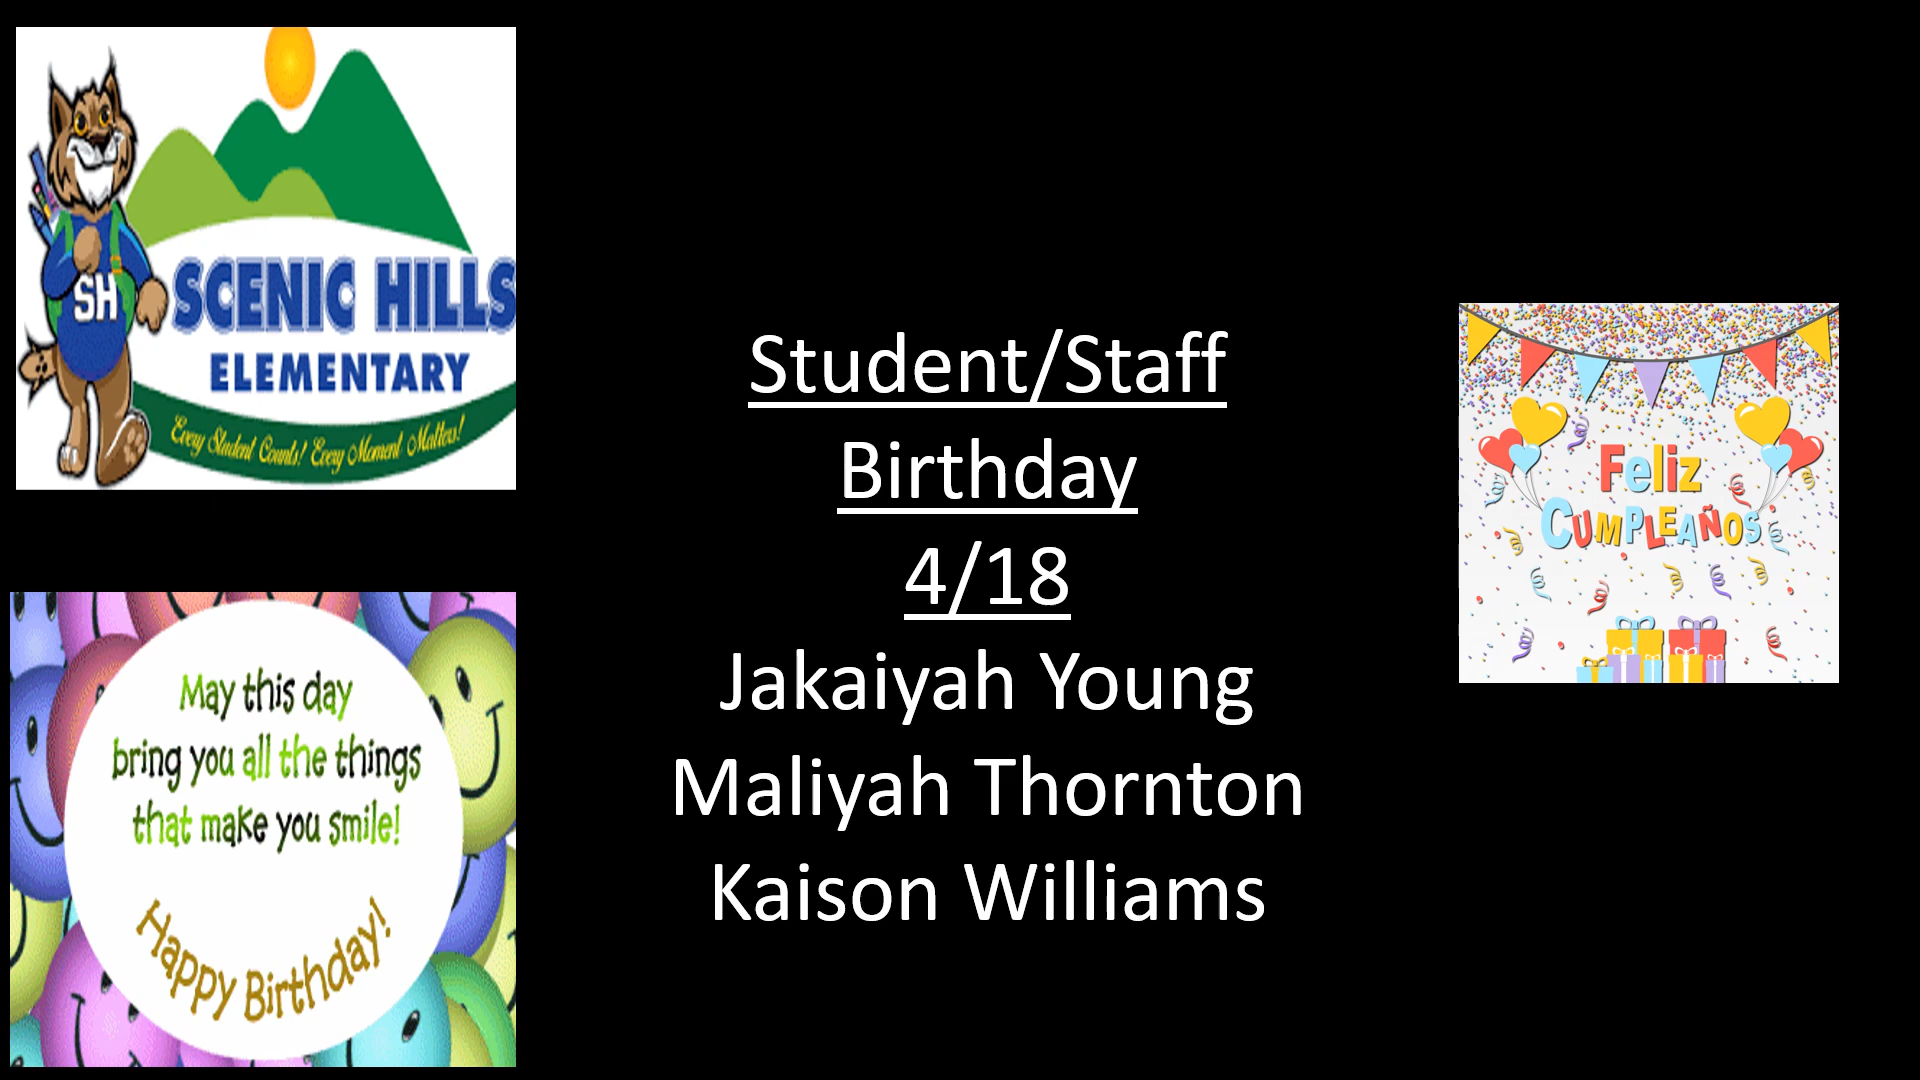 SH
SCENIC HILLS
ELEMENTARY
Every Student Counts! Every Moment Matters!
May this day
bring you all the things
that make you smile!
Happy Birthday!
Student/Staff
Birthday
4/18
Jakaiyah Young
Maliyah Thornton
Kaison Williams
Feliz
CUMPLEAÑOS